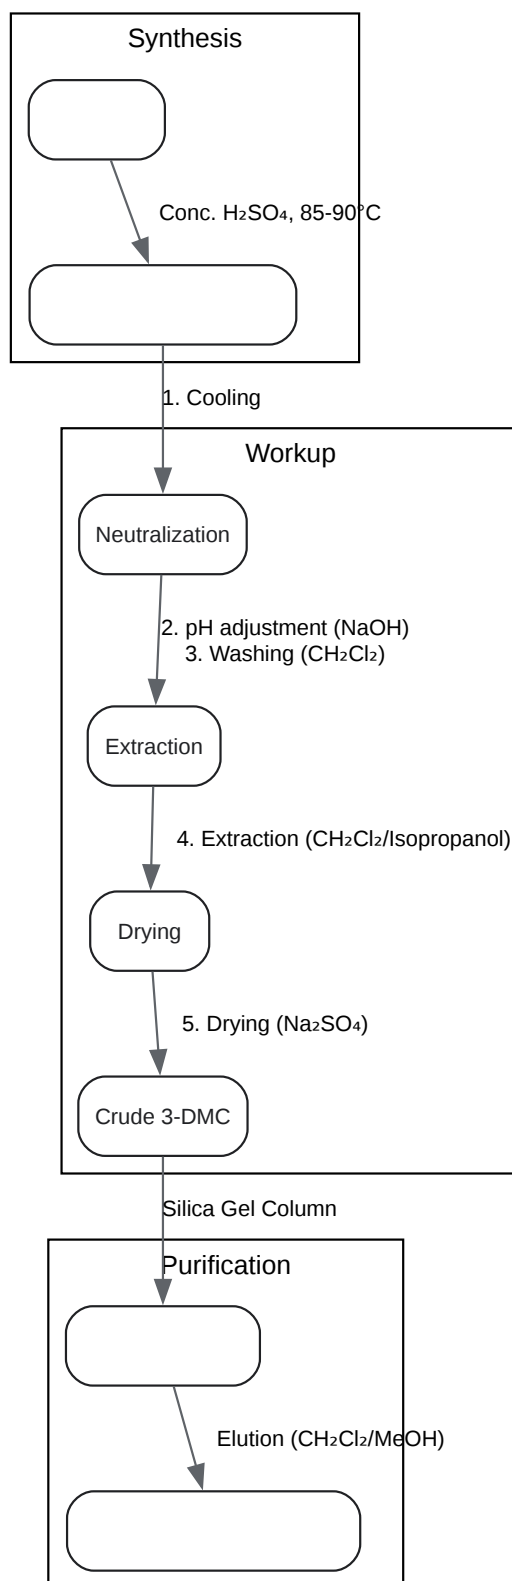 Synthesis
Conc. H₂SO₄, 85-90°C
1. Cooling
Workup
Neutralization
2. pH adjustment (NaOH)
3. Washing (CH₂Cl₂)
Extraction
4. Extraction (CH₂Cl₂/Isopropanol)
Drying
5. Drying (Na₂SO₄)
Crude 3-DMC
Silica Gel Column
Purification
Elution (CH₂Cl₂/MeOH)